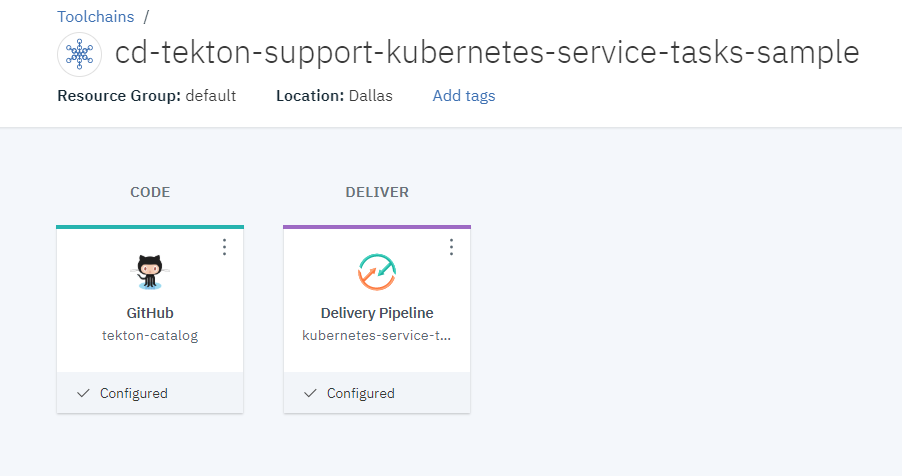 Toolchains /
cd-tekton-support-kubernetes-service-tasks-sample
Resource Group: default Location: Dallas Add tags
CODE DELIVER
GitHub
tekton-catalog
Configured
Delivery Pipeline
kubernetes-service-t...
Configured